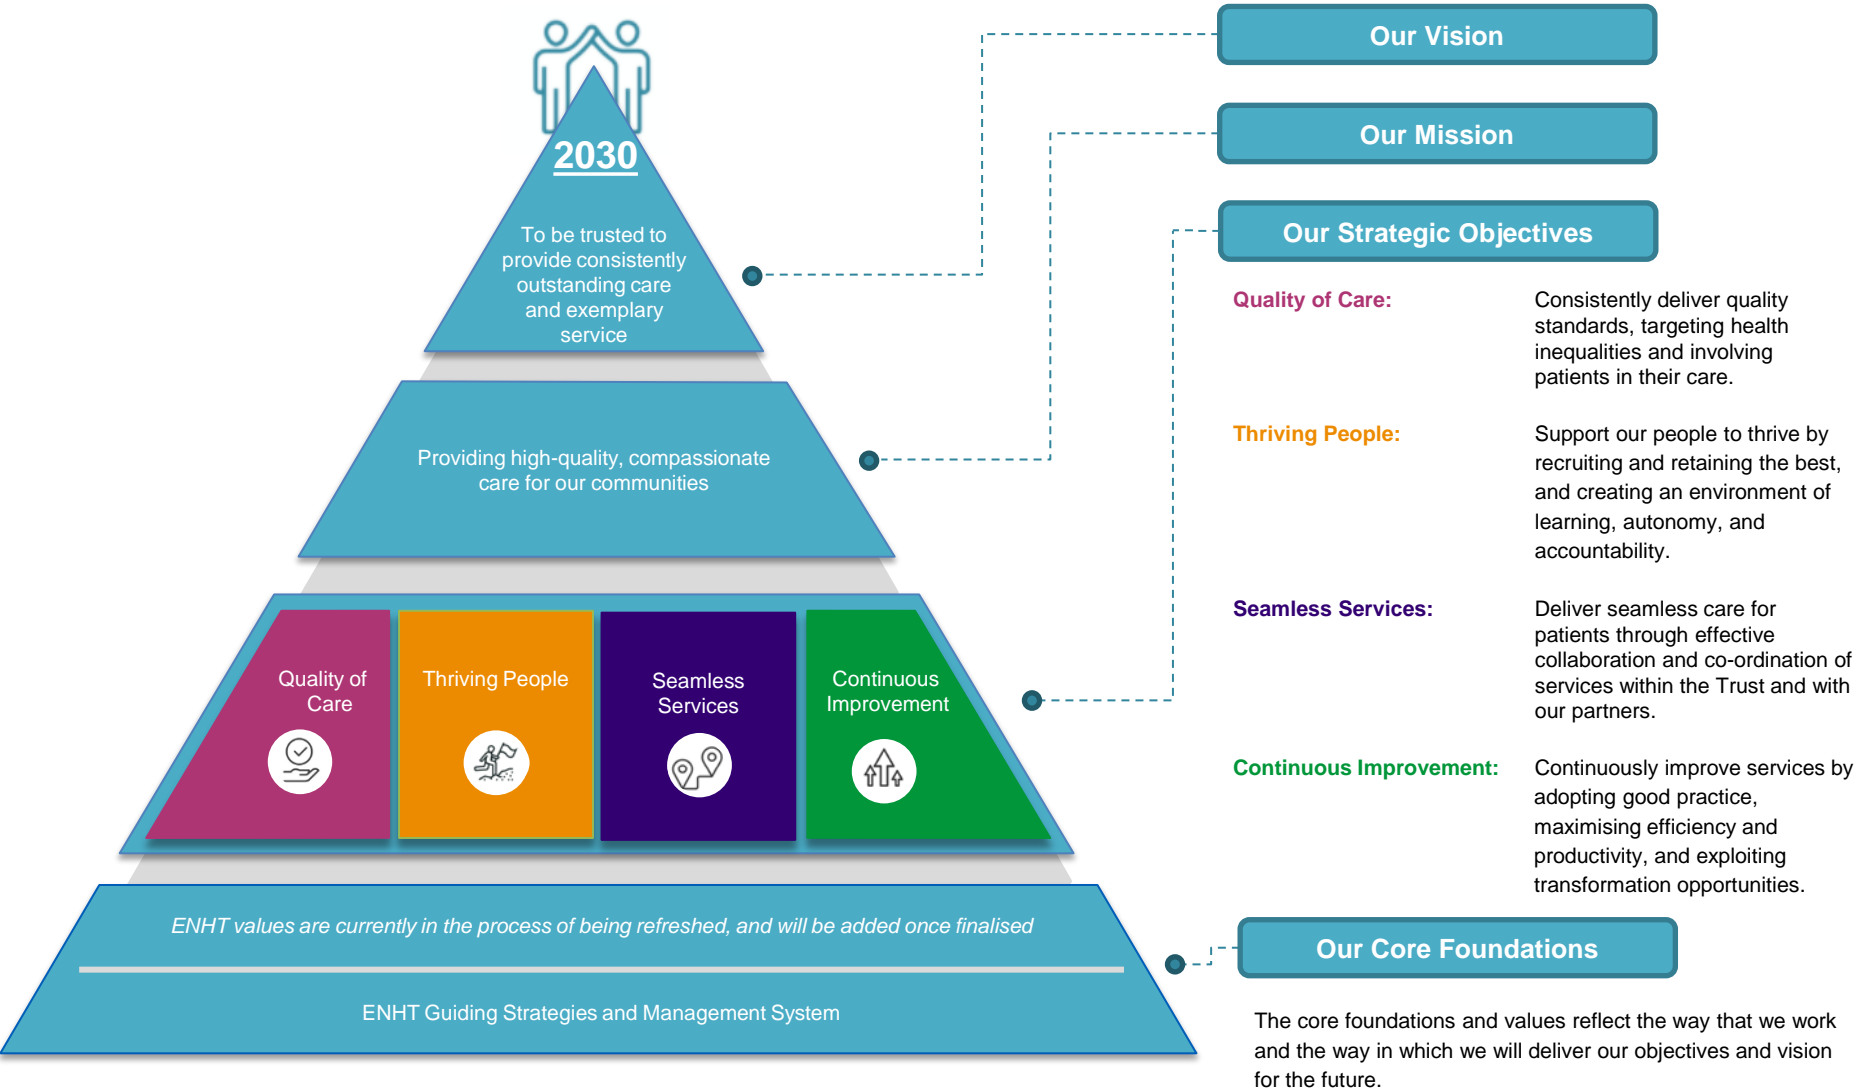 2030
To be trusted to
provide consistently
outstanding care
and exemplary
service
Providing high-quality, compassionate
care for our communities
Quality of
Care
Thriving People
Seamless
Services
Continuous
Improvement
ENHT values are currently in the process of being refreshed, and will be added once finalised
ENHT Guiding Strategies and Management System
Our Vision
Our Mission
Our Strategic Objectives
Quality of Care:
Consistently deliver quality
standards, targeting health
inequalities and involving
patients in their care.
Thriving People:
Support our people to thrive by
recruiting and retaining the best,
and creating an environment of
learning, autonomy, and
accountability.
Seamless Services:
Deliver seamless care for
patients through effective
collaboration and co-ordination of
services within the Trust and with
our partners.
Continuous Improvement:
Continuously improve services by
adopting good practice,
maximising efficiency and
productivity, and exploiting
transformation opportunities.
Our Core Foundations
The core foundations and values reflect the way that we work
and the way in which we will deliver our objectives and vision
for the future.